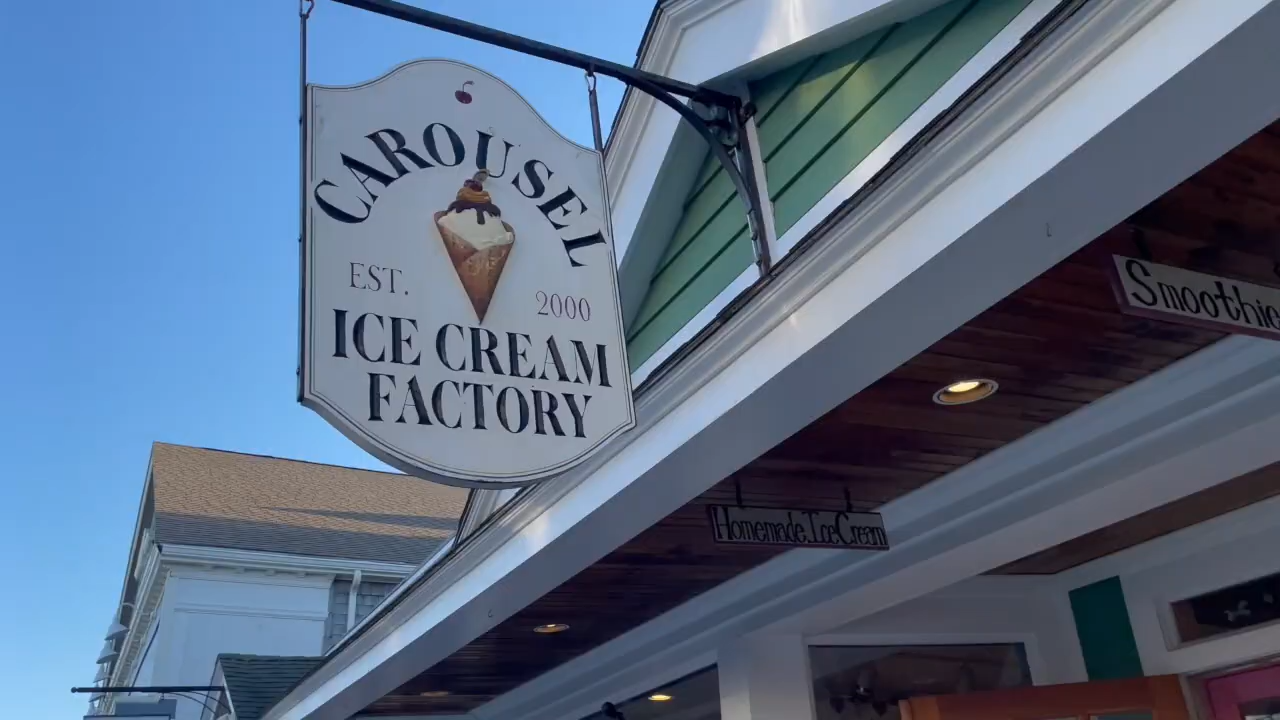 CAROUSEL
EST. 2000
ICE CREAM
FACTORY
Smoothie
Homemade Ice Cream